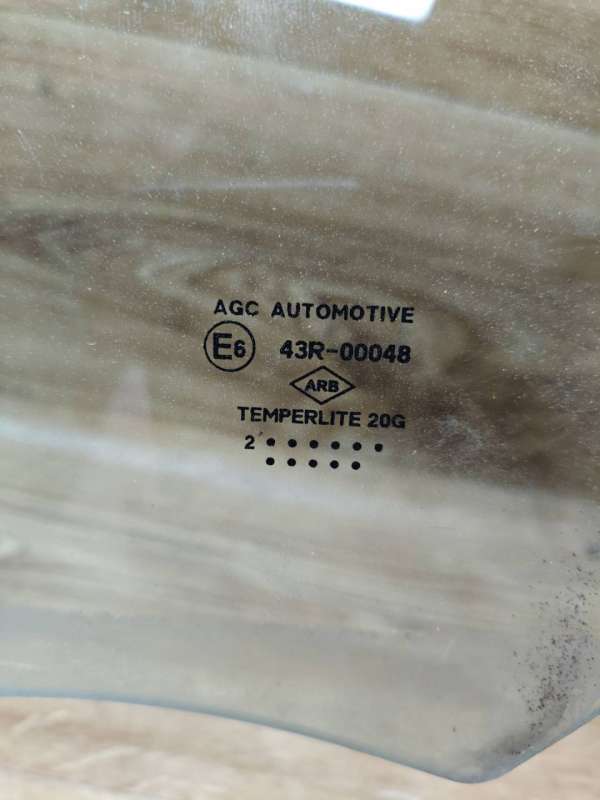 AGC AUTOMOTIVE
E6 43R-00048
ARB
TEMPERLITE 20G
2 ••••••
•••••